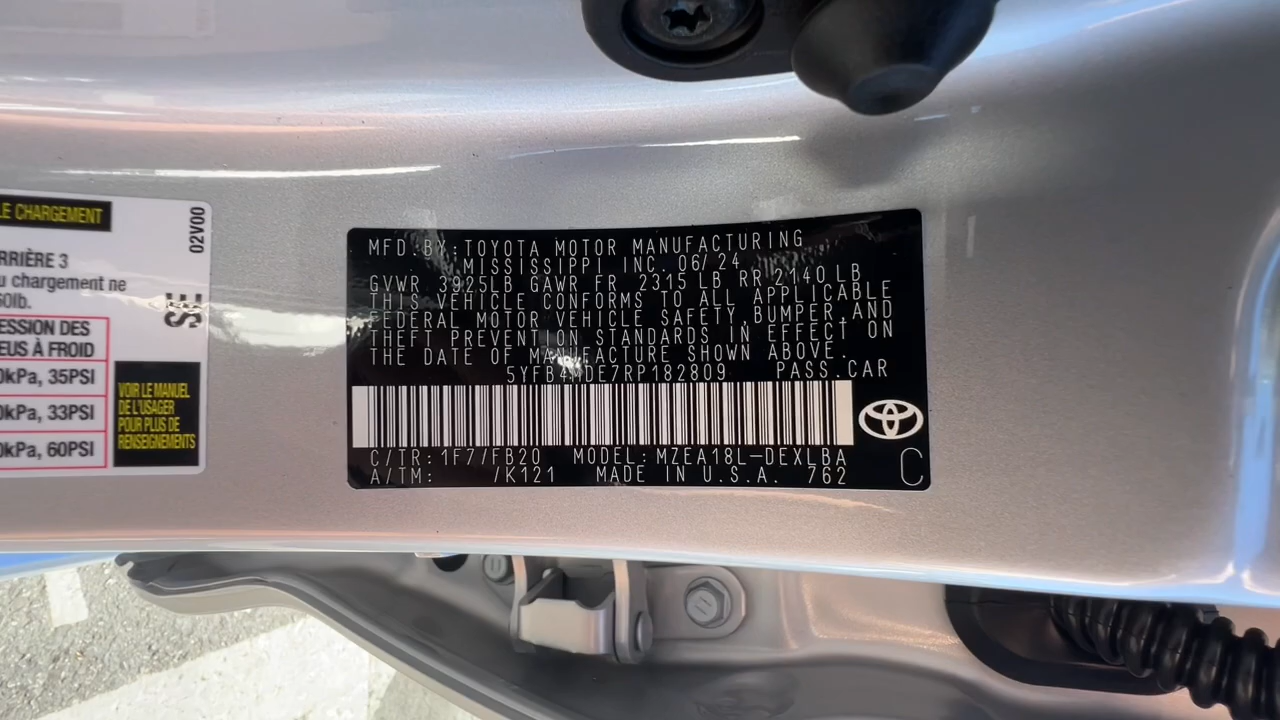 LE CHARGEMENT
02V00
RRIÈRE 3
u chargement ne
60lb.
SE
ESSION DES
EUS À FROID
0kPa, 35PSI
0kPa, 33PSI
0kPa, 60PSI
VOIR LE MANUEL
DE L'USAGER
POUR PLUS DE
RENSEIGNEMENTS
MFD.BY:TOYOTA MOTOR MANUFACTURING
MISSISSIPPI INC.06/24
GVWR 3925LB GAWR FR 2315 LB RR 2140 LB
THIS VEHICLE CONFORMS TO ALL APPLICABLE
FEDERAL MOTOR VEHICLE SAFETY,BUMPER,AND
THEFT PREVENTION STANDARDS IN EFFECT ON
THE DATE OF MANUFACTURE SHOWN ABOVE.
5YFB4MDE7RP182809 PASS.CAR
C/TR:1F7/FB20 MODEL:MZEA18L-DEXLBA
A/TM: /K121 MADE IN U.S.A. 762
C